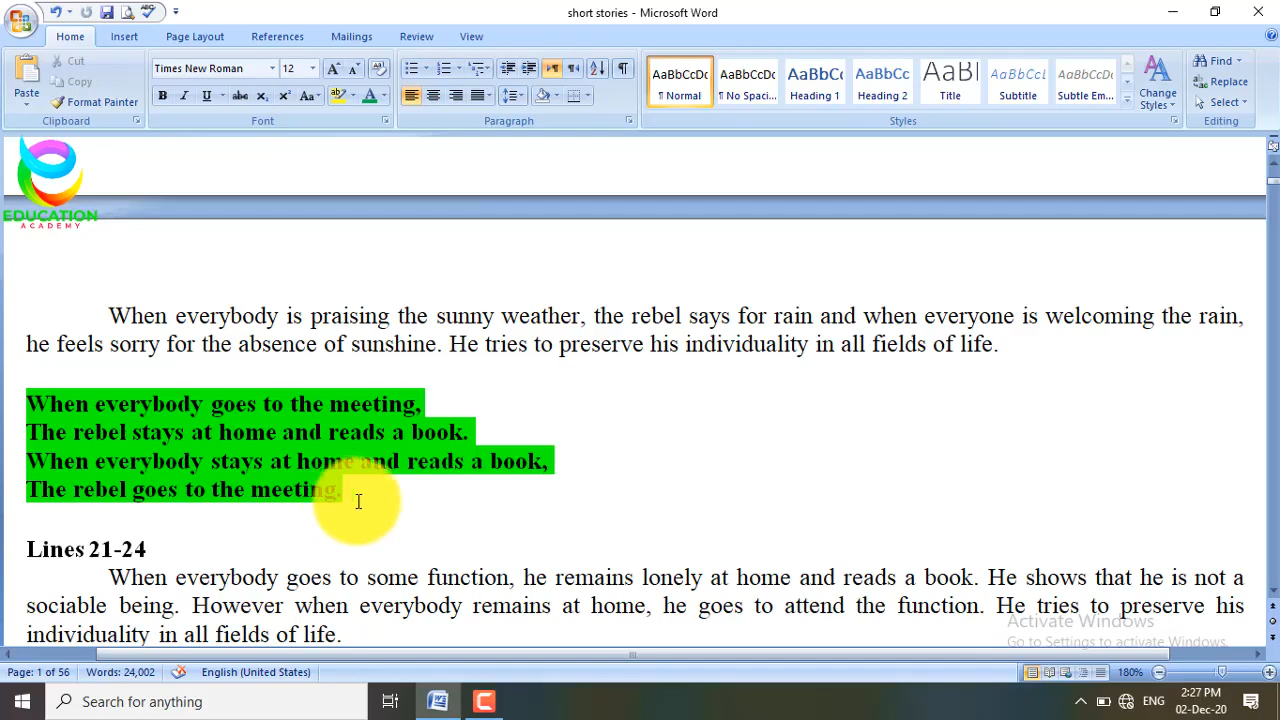 short stories - Microsoft Word
Home Insert Page Layout References Mailings Review View
Paste Cut Copy Format Painter Clipboard
Times New Roman 12 Font
Paragraph
AaBbCcDc ¶ Normal AaBbCcDc ¶ No Spaci... AaBbCc Heading 1 AaBbCc Heading 2 AaBb Title AaBbCcL Subtitle AaBbCcDc Subtle Em... Change Styles Styles
Find Replace Select Editing
EDUCATION
ACADEMY
When everybody is praising the sunny weather, the rebel says for rain and when everyone is welcoming the rain,
he feels sorry for the absence of sunshine. He tries to preserve his individuality in all fields of life.
When everybody goes to the meeting,
The rebel stays at home and reads a book.
When everybody stays at home and reads a book,
The rebel goes to the meeting.
Lines 21-24
When everybody goes to some function, he remains lonely at home and reads a book. He shows that he is not a
sociable being. However when everybody remains at home, he goes to attend the function. He tries to preserve his
individuality in all fields of life.
Activate Windows
Go to Settings to activate Windows.
Page: 1 of 56 Words: 24,002 English (United States) 180%
Search for anything ENG 2:27 PM
02-Dec-20